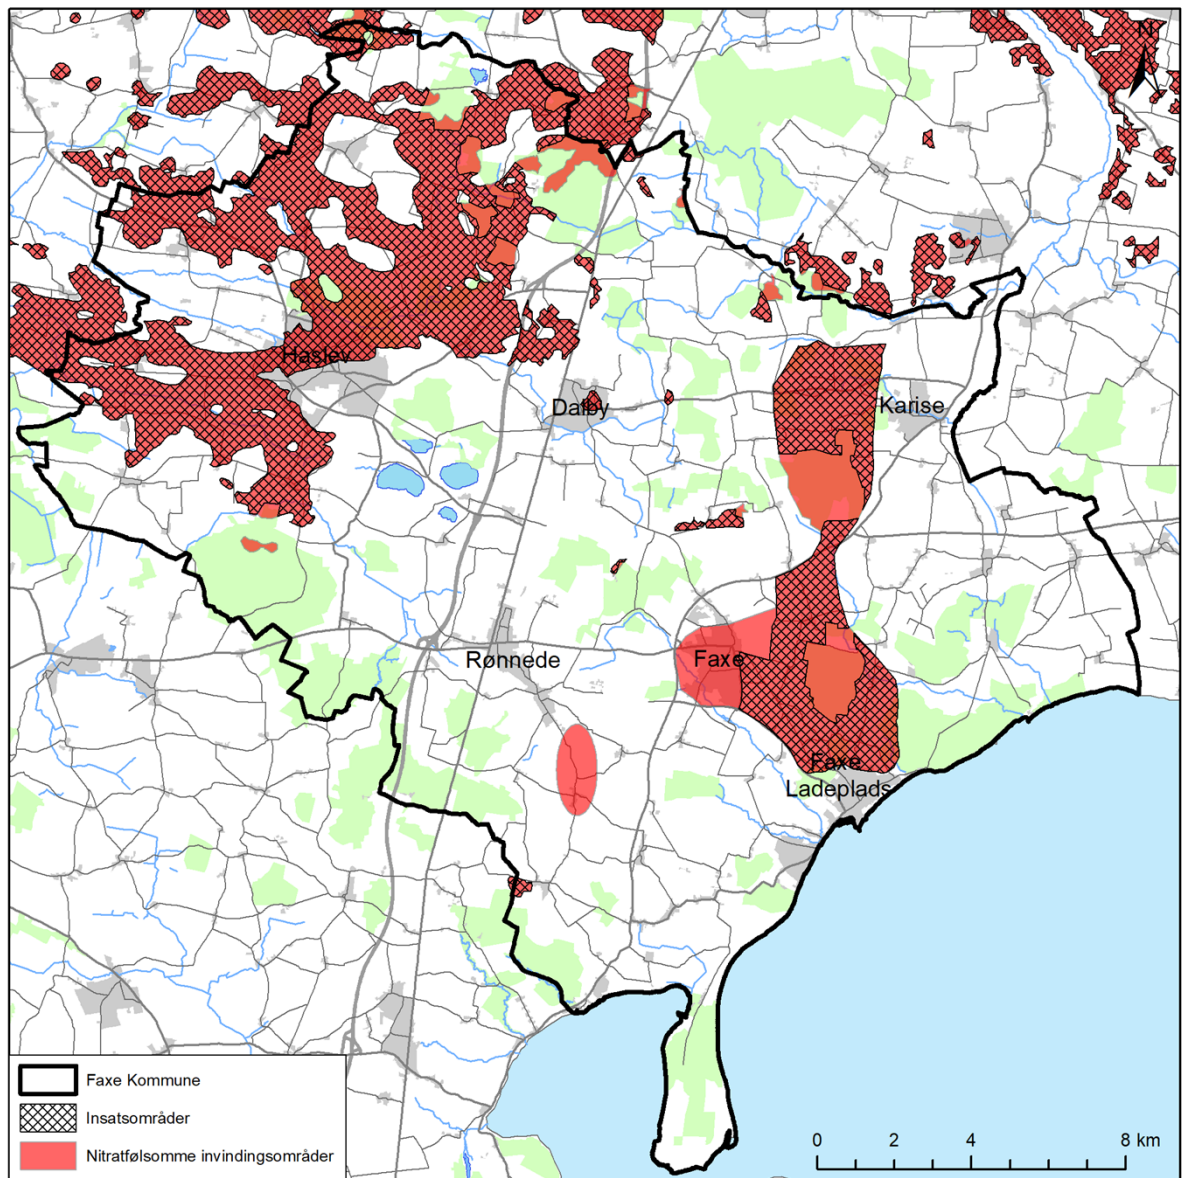 N
Haslev
Dalby
Karise
Rønnede
Faxe
Faxe
Ladeplads
Faxe Kommune
Insatsområder
Nitratfølsomme invindingsområder
0 2 4 8 km